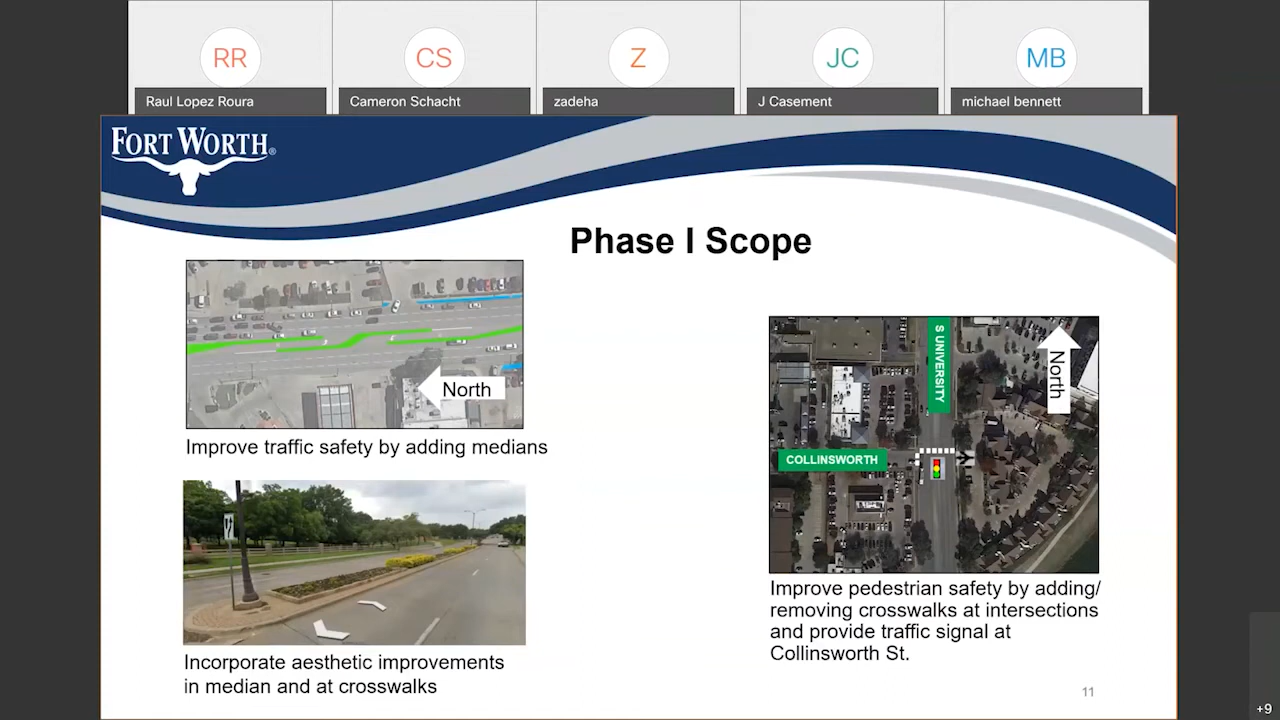 RR
CS
Z
JC
MB
Raul Lopez Roura
Cameron Schacht
zadeha
J Casement
michael bennett
FORT WORTH®
Phase I Scope
North
Improve traffic safety by adding medians
Incorporate aesthetic improvements
in median and at crosswalks
S UNIVERSITY
North
COLLINSWORTH
Improve pedestrian safety by adding/
removing crosswalks at intersections
and provide traffic signal at
Collinsworth St.
11
+9